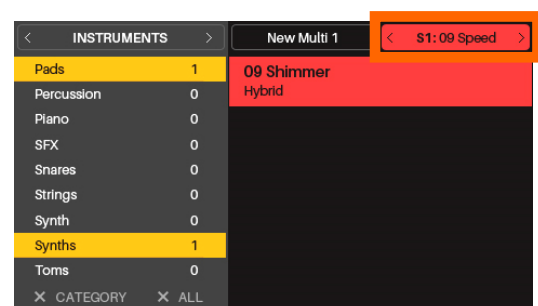 < INSTRUMENTS >
New Multi 1
< S1: 09 Speed >
Pads 1
Percussion 0
Piano 0
SFX 0
Snares 0
Strings 0
Synth 0
Synths 1
Toms 0
X CATEGORY X ALL
09 Shimmer
Hybrid